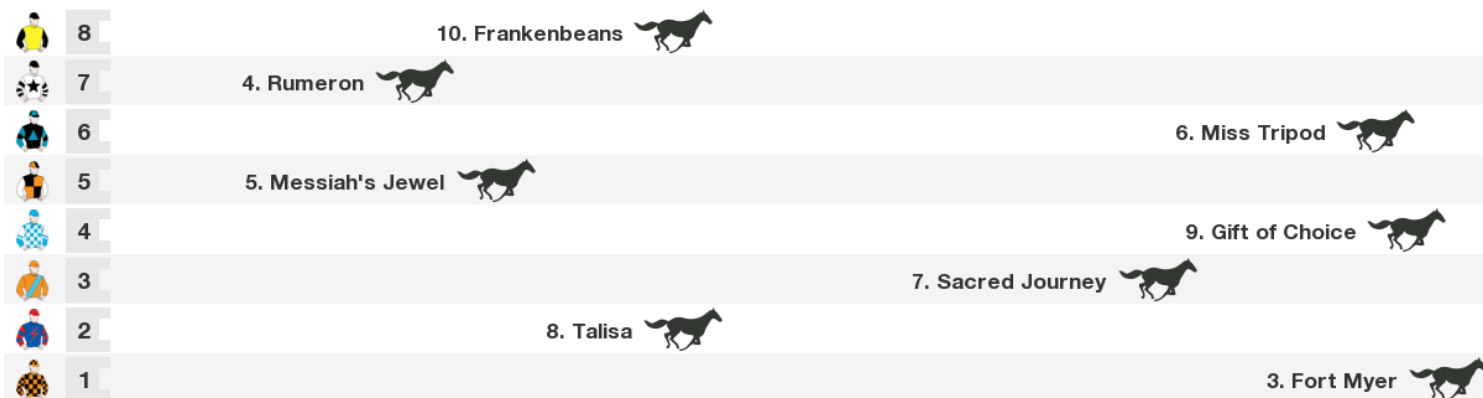 8 10. Frankenbeans
7 4. Rumeron
6 6. Miss Tripod
5 5. Messiah's Jewel
4 9. Gift of Choice
3 7. Sacred Journey
2 8. Talisa
1 3. Fort Myer